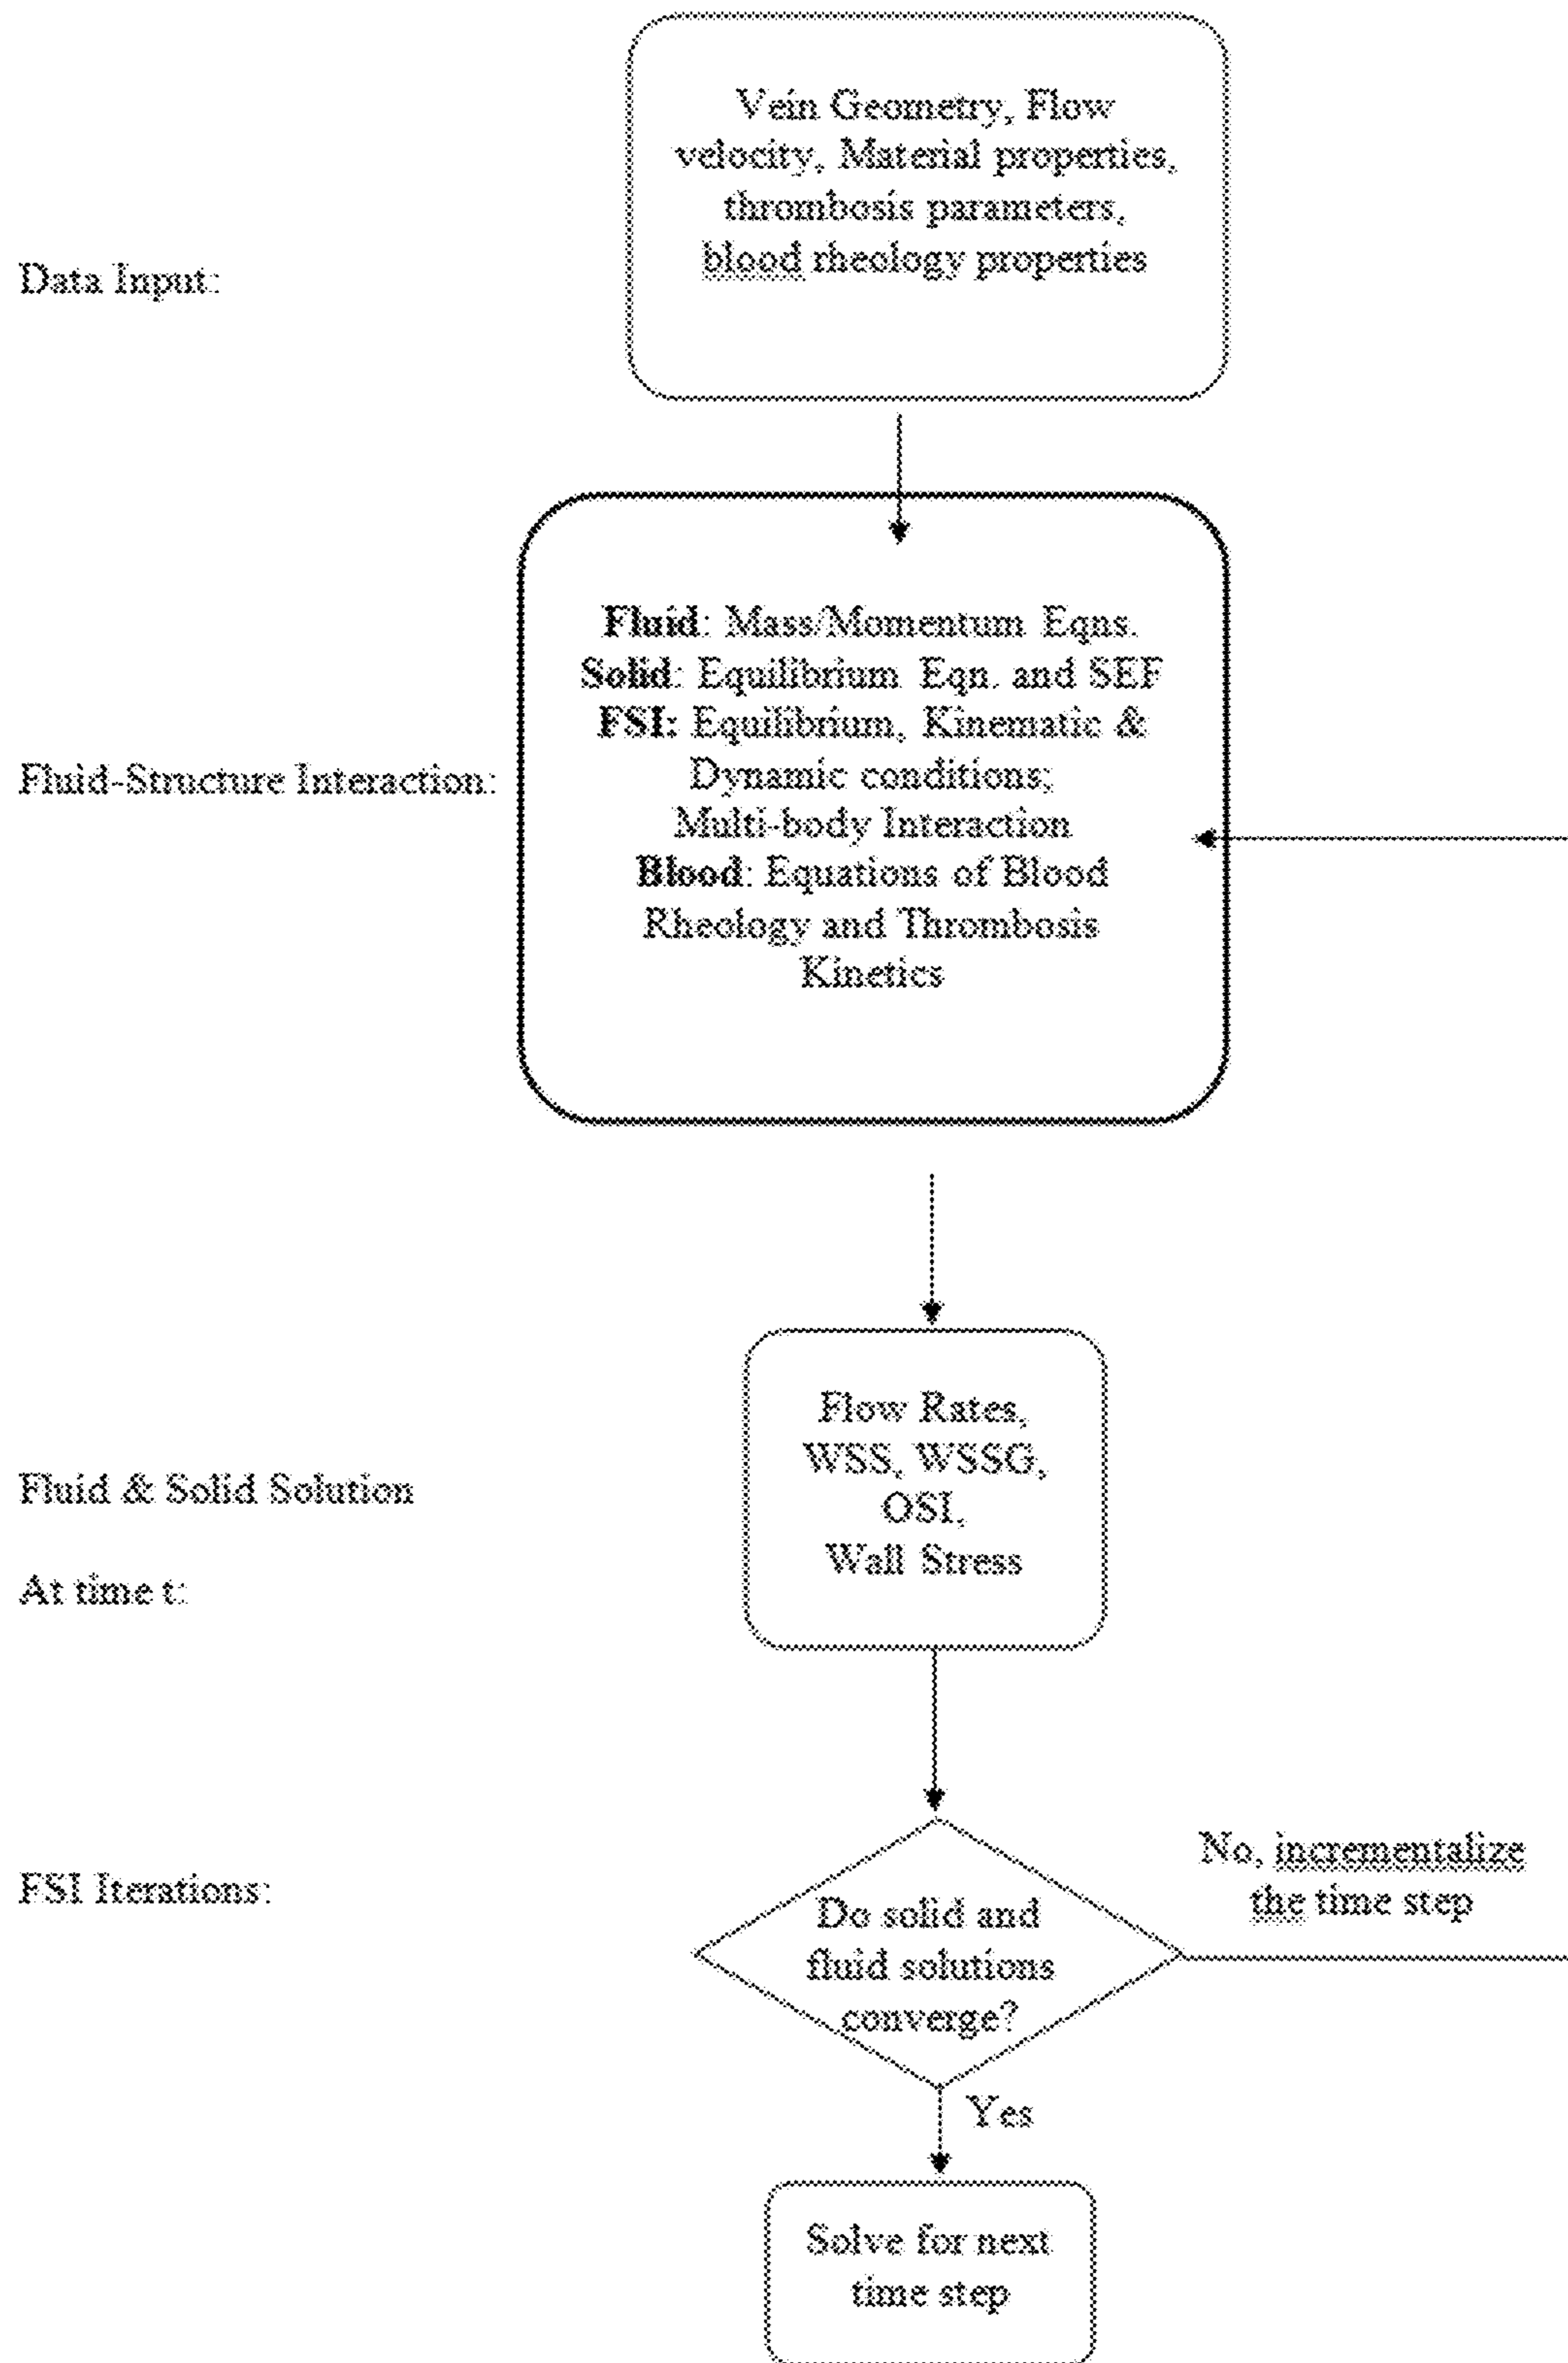 Vein Geometry, Flow
velocity, Material properties,
thrombosis parameters,
blood rheology properties
Data Input:
Fluid: Mass/Momentum Eqns.
Solid: Equilibrium Eqn. and SEF
FSI: Equilibrium, Kinematic &
Dynamic conditions;
Multi-body Interaction
Blood: Equations of Blood
Rheology and Thrombosis
Kinetics
Fluid-Structure Interaction:
Flow Rates,
WSS, WSSG,
OSI,
Wall Stress
Fluid & Solid Solution
At time t:
FSI Iterations:
Do solid and
fluid solutions
converge?
No, incrementalize
the time step
Yes
Solve for next
time step